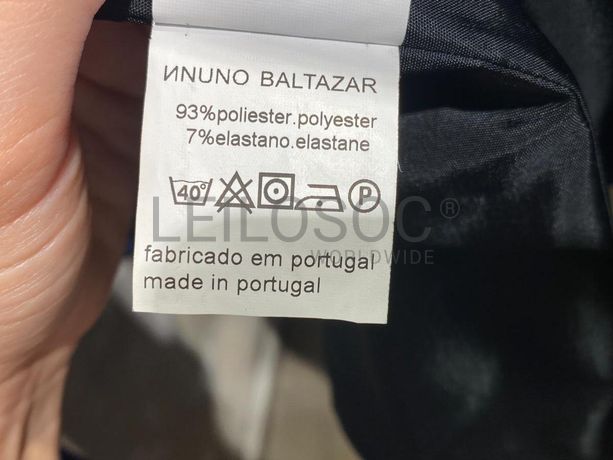 ИNUNO BALTAZAR
93%poliester.polyester
7%elastano.elastane
40° P
LEILOSOC®
WORLDWIDE
fabricado em portugal
made in portugal